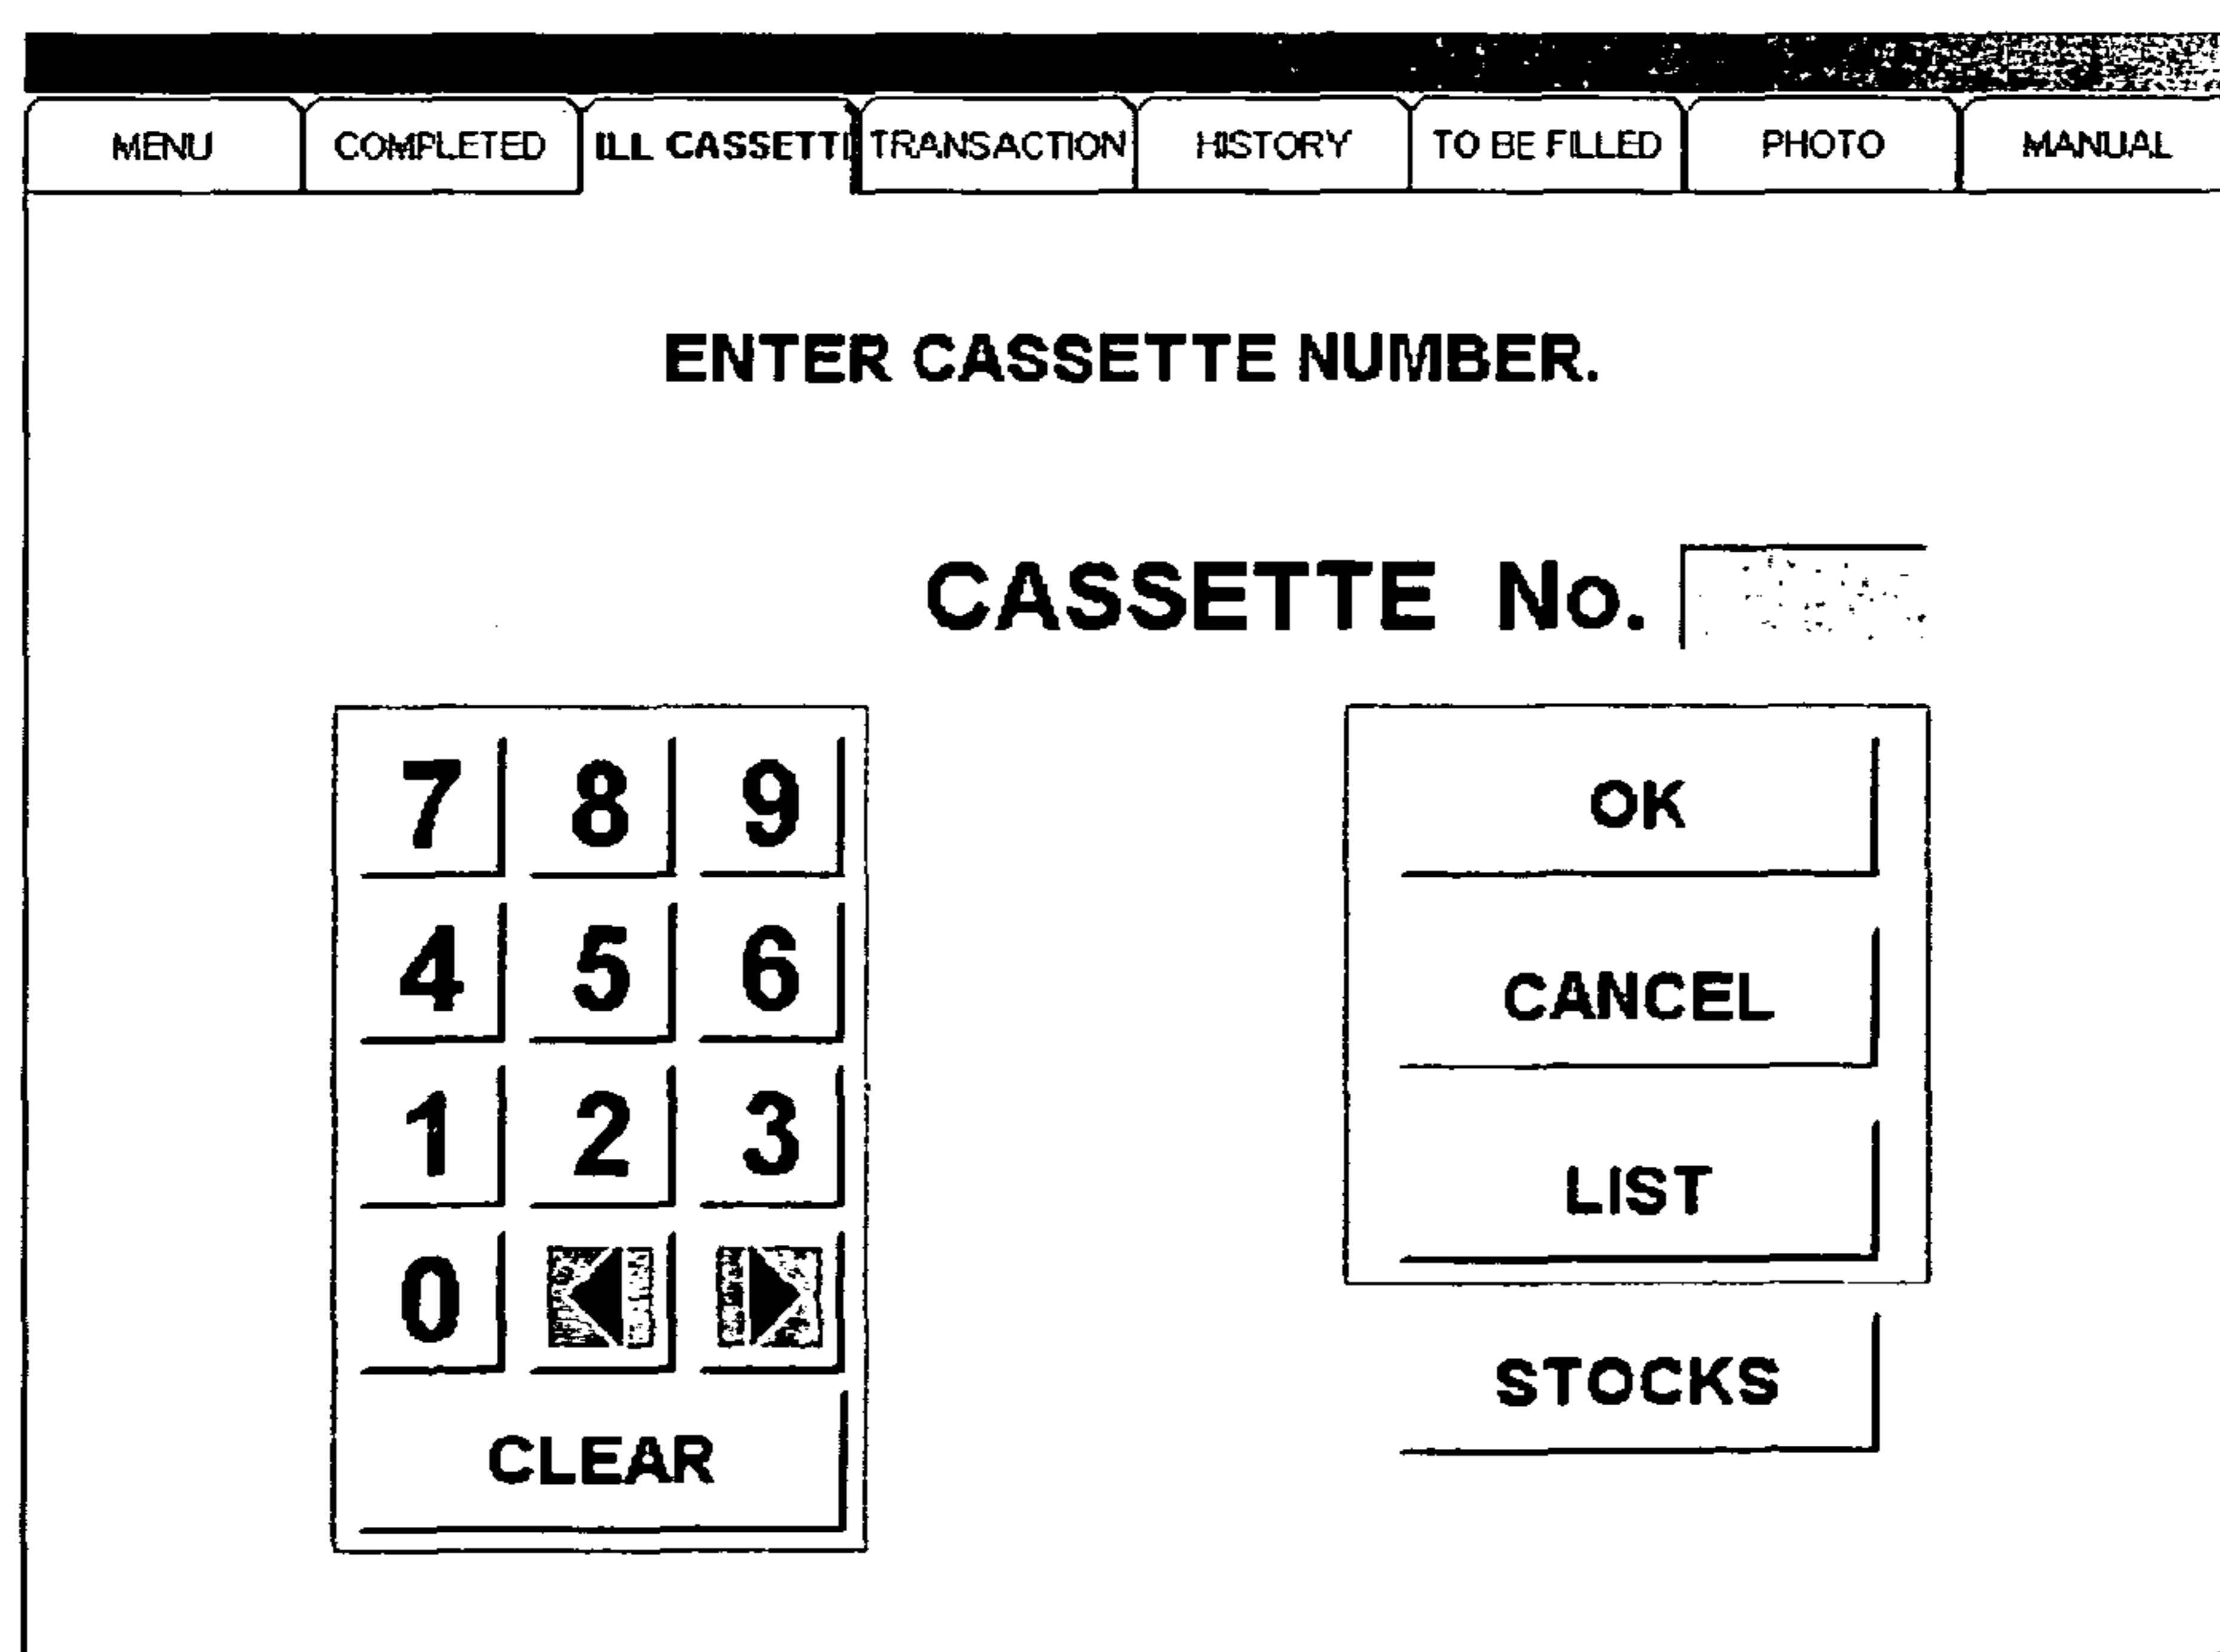 MENU COMPLETED ILL CASSETT TRANSACTION HISTORY TO BE FILLED PHOTO MANUAL
ENTER CASSETTE NUMBER.
CASSETTE No.
7 8 9
4 5 6
1 2 3
0
CLEAR
OK
CANCEL
LIST
STOCKS